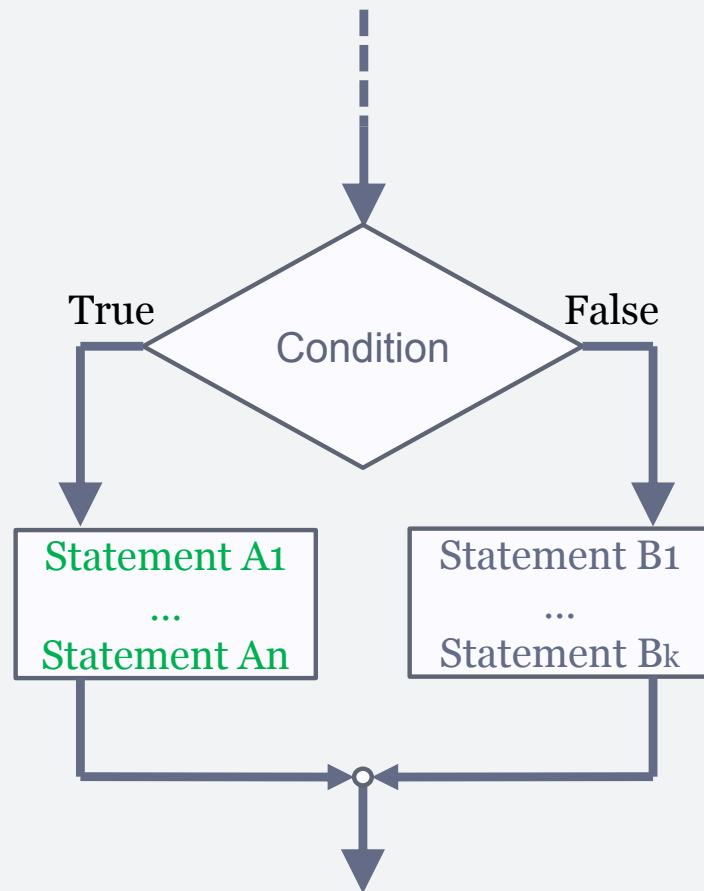 True
False
Condition
Statement A1
...
Statement An
Statement B1
...
Statement Bk